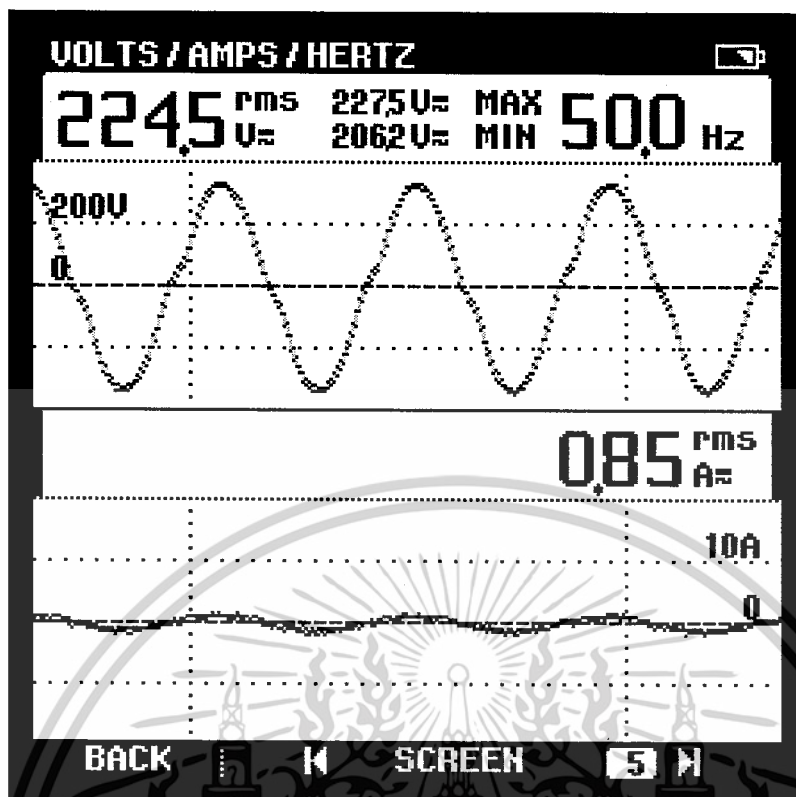 VOLTS / AMPS / HERTZ
224.5 rms V≂ 227.5 V≂ MAX 50.0 Hz
206.2 V≂ MIN
200V
0
0.85 rms A≂
10A
0
BACK SCREEN 5